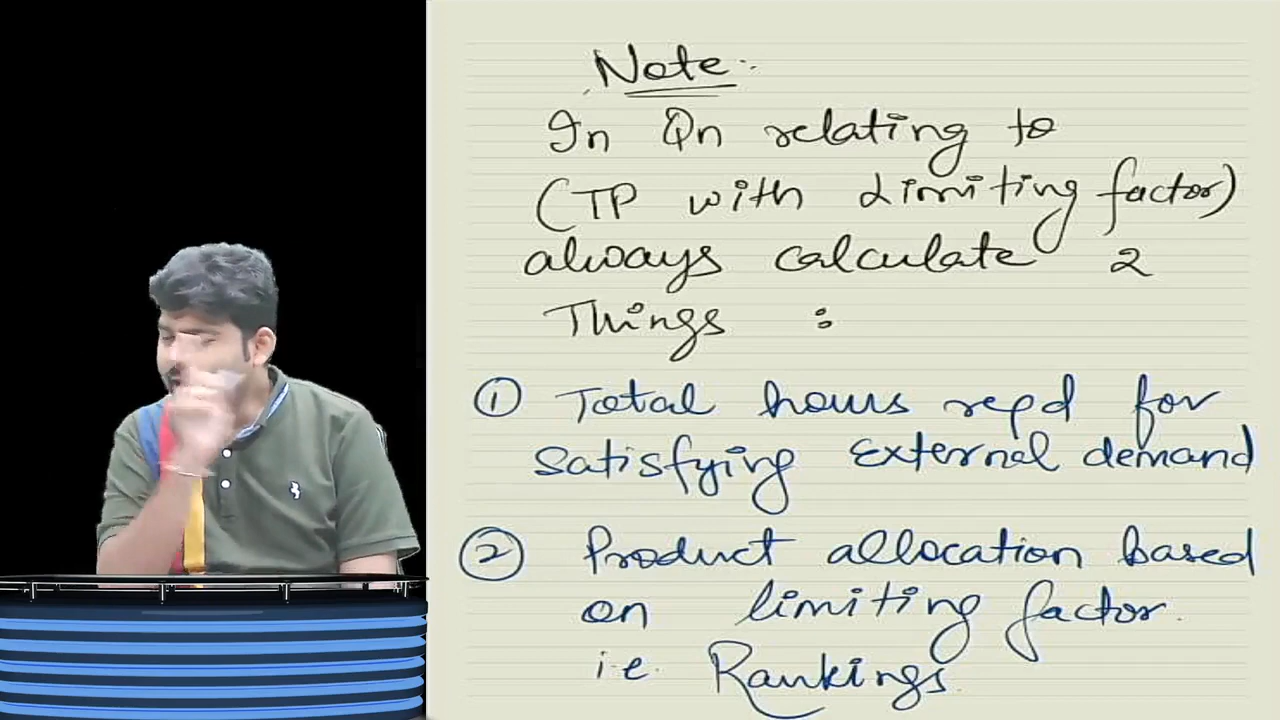 Note:-
In Qn relating to
(TP with Limiting factor)
always calculate 2
Things :
① Total hours reqd for
satisfying External demand
② Product allocation based
on limiting factor.
i.e. Rankings.